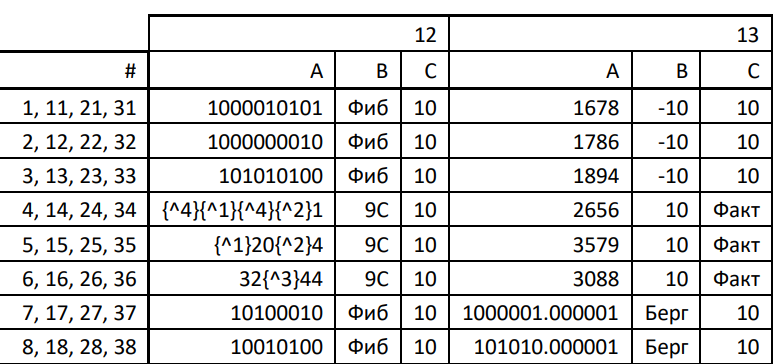 12 13
# A B C A B C
1, 11, 21, 31 1000010101 Фиб 10 1678 -10 10
2, 12, 22, 32 1000000010 Фиб 10 1786 -10 10
3, 13, 23, 33 101010100 Фиб 10 1894 -10 10
4, 14, 24, 34 {^4}{^1}{^4}{^2}1 9С 10 2656 10 Факт
5, 15, 25, 35 {^1}20{^2}4 9С 10 3579 10 Факт
6, 16, 26, 36 32{^3}44 9С 10 3088 10 Факт
7, 17, 27, 37 10100010 Фиб 10 1000001.000001 Берг 10
8, 18, 28, 38 10010100 Фиб 10 101010.000001 Берг 10